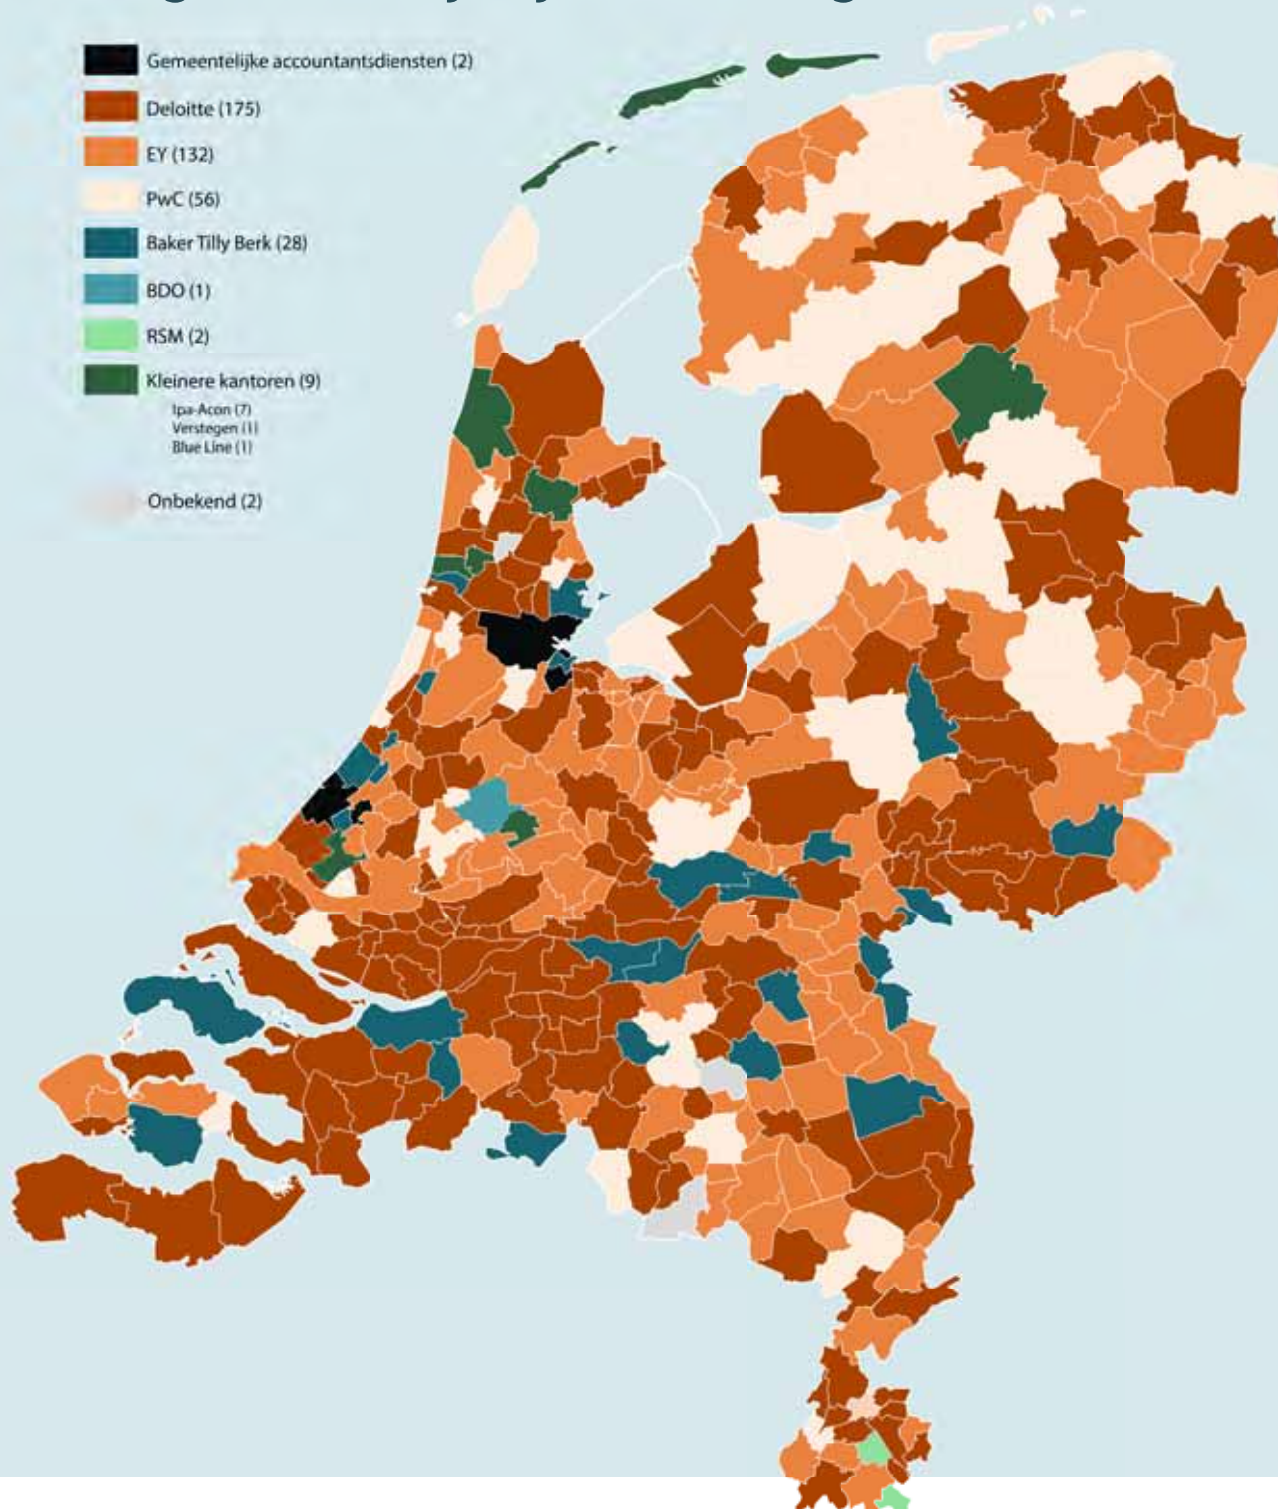 Gemeentelijke accountantsdiensten (2)
Deloitte (175)
EY (132)
PwC (56)
Baker Tilly Berk (28)
BDO (1)
RSM (2)
Kleinere kantoren (9)
Ipa-Acon (7)
Verstegen (1)
Blue Line (1)
Onbekend (2)